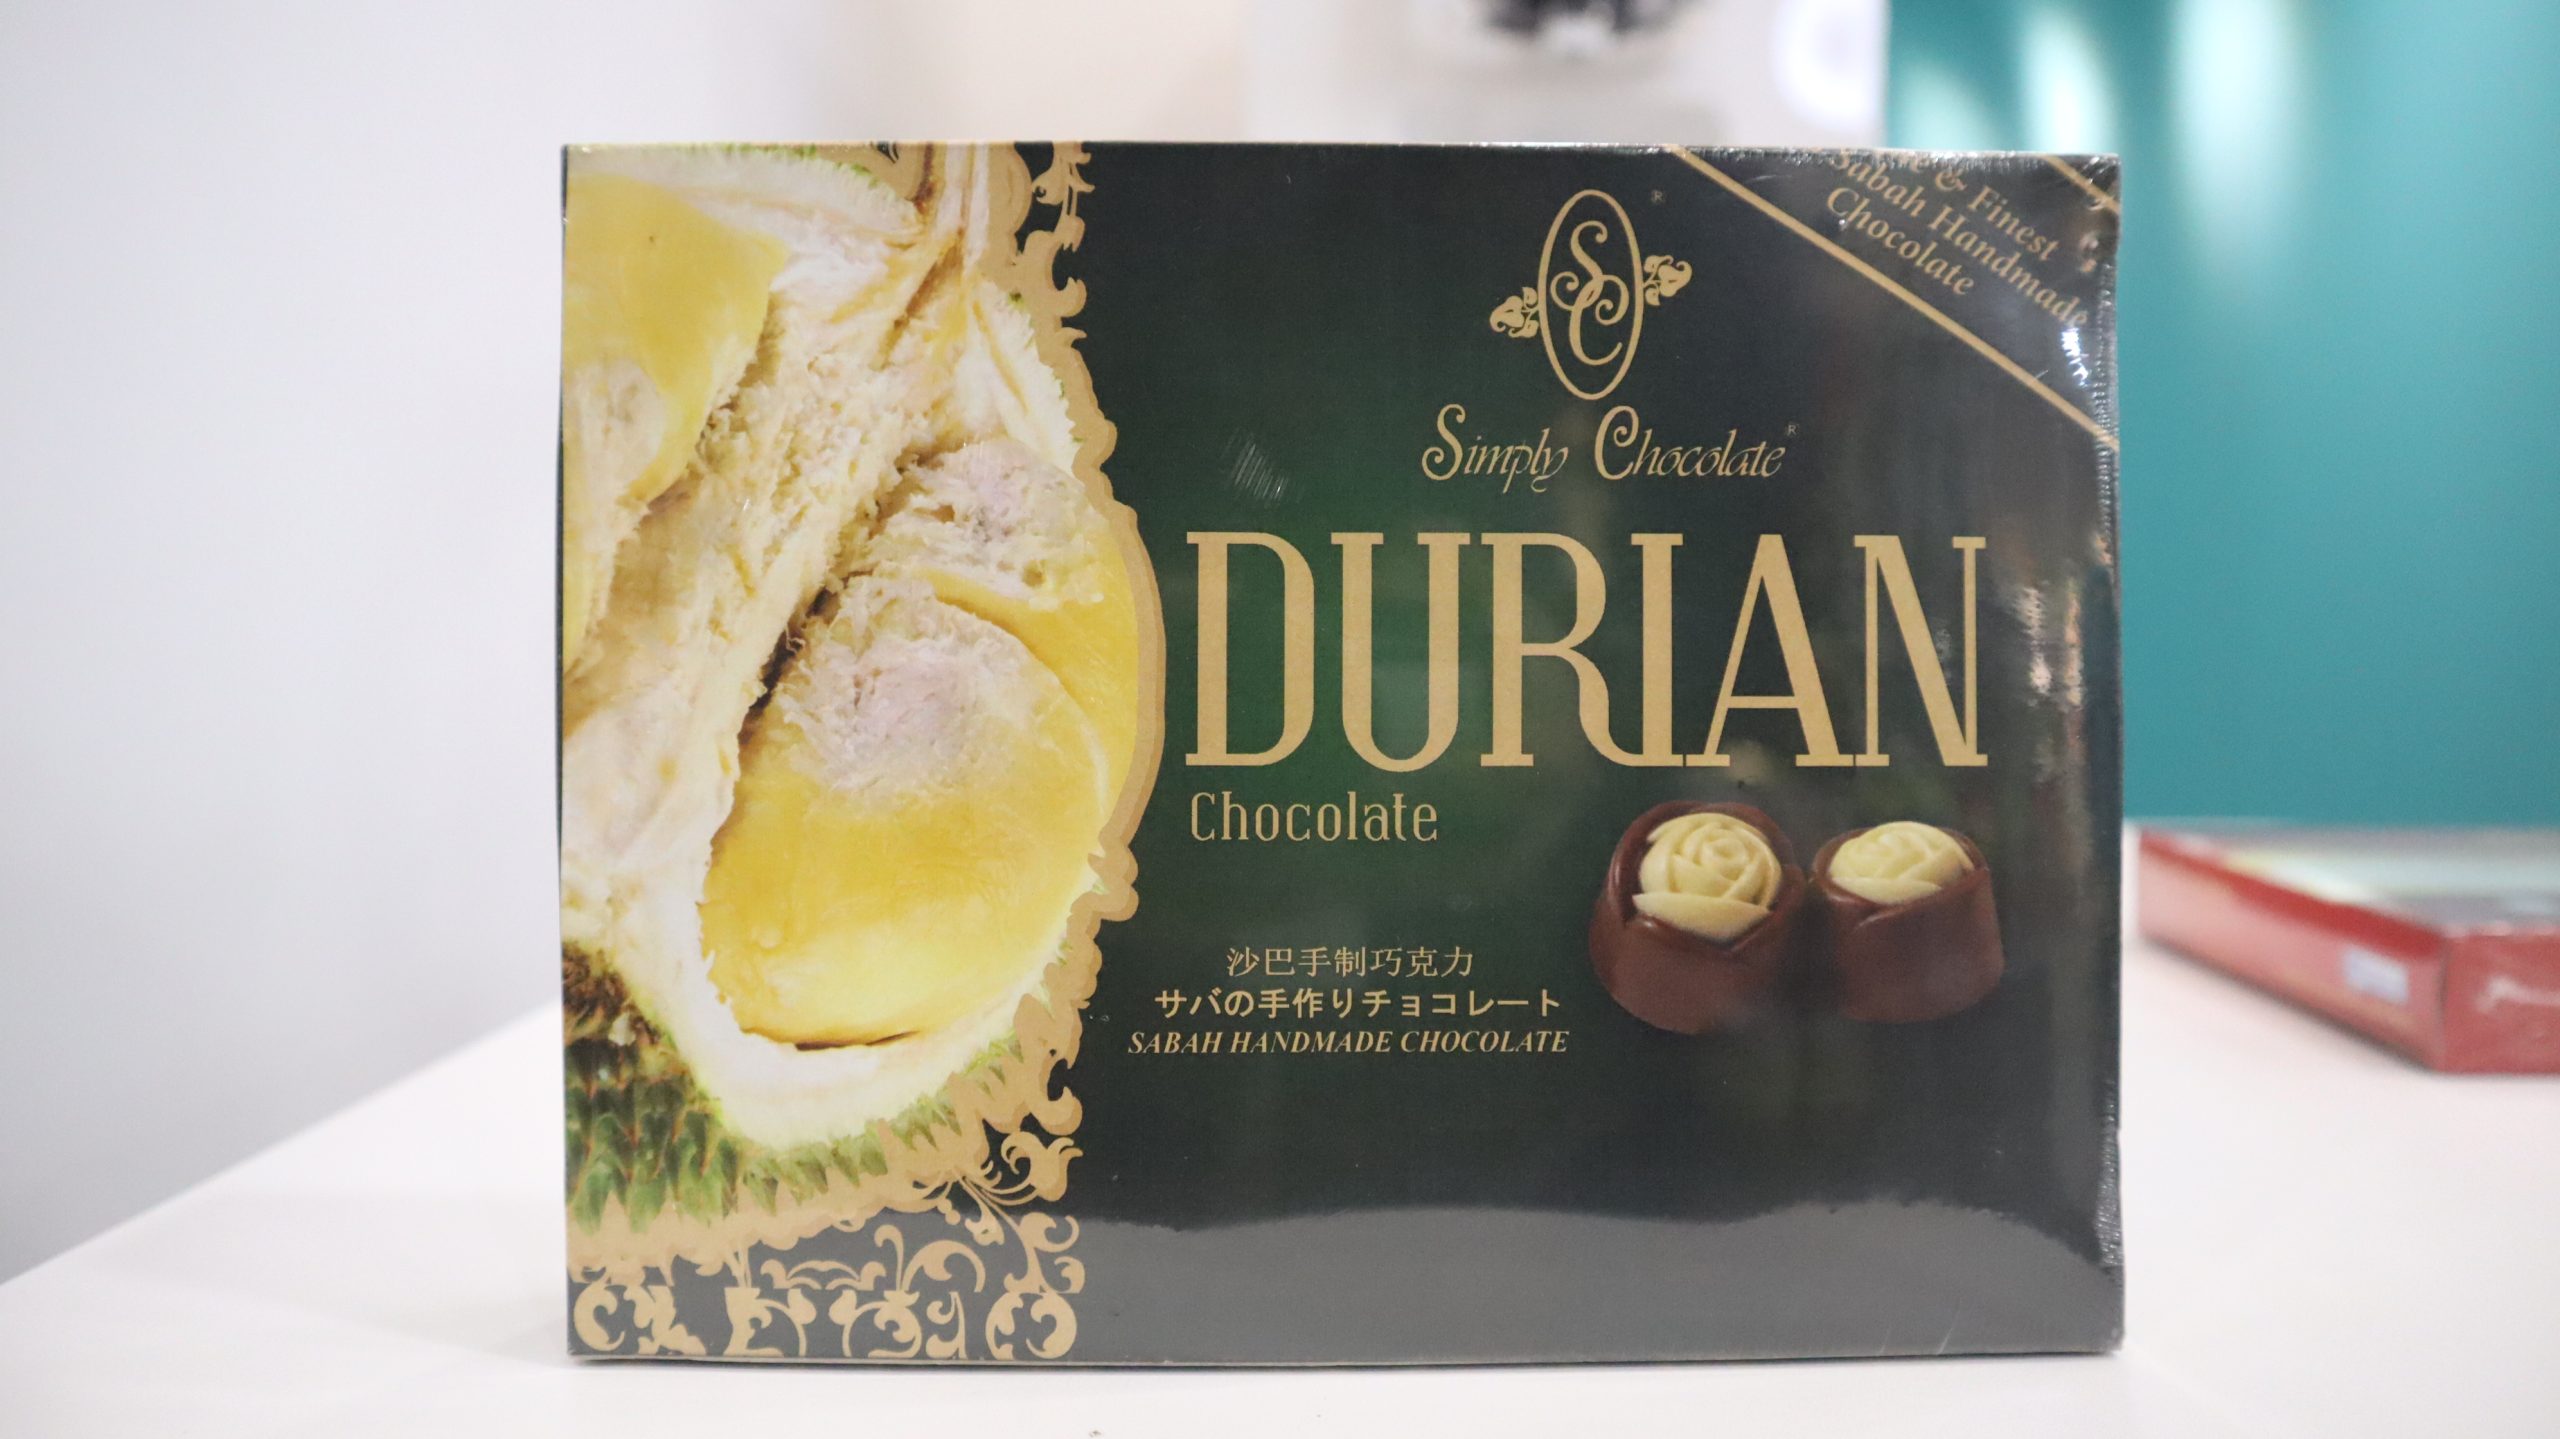 SC
®
Simply Chocolate®
& Finest
Sabah Handmade
Chocolate
DURIAN
Chocolate
沙巴手制巧克力
サバの手作りチョコレート
SABAH HANDMADE CHOCOLATE